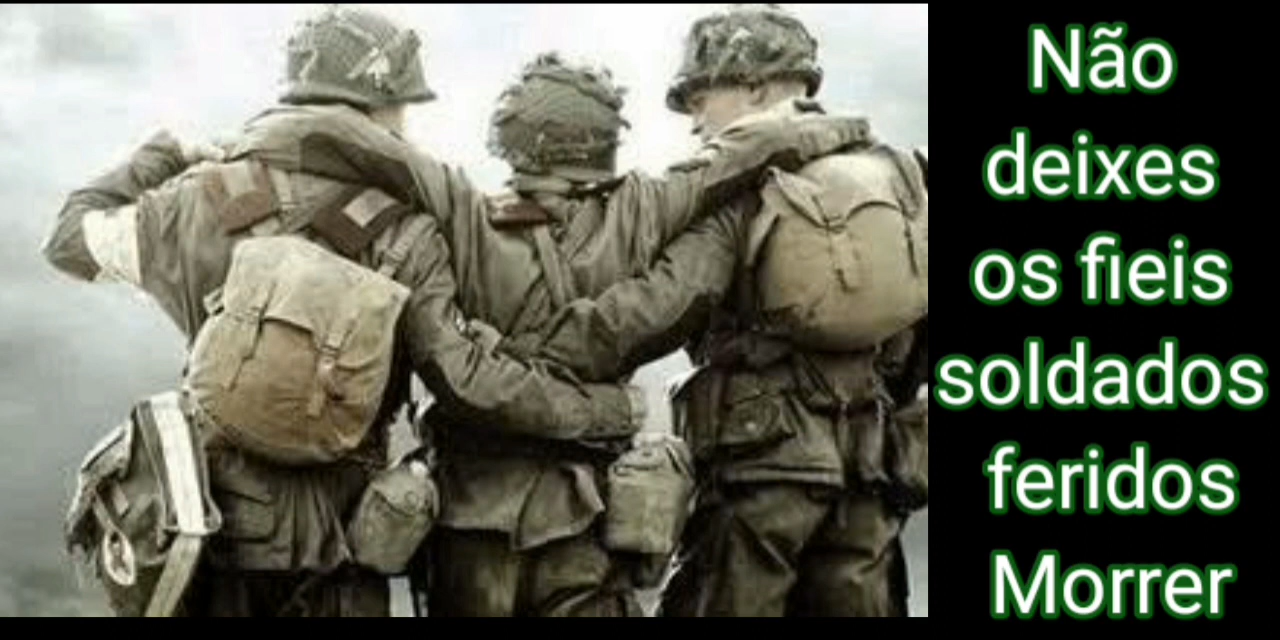 Não
deixes
os fieis
soldados
feridos
Morrer